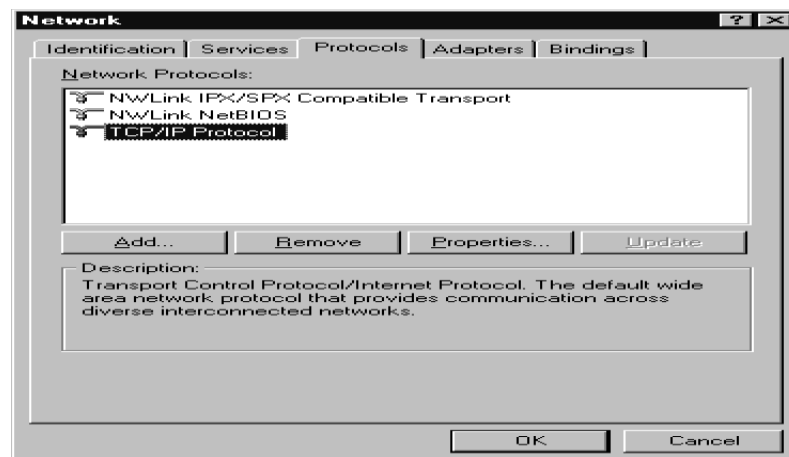 Network
Identification Services Protocols Adapters Bindings
Network Protocols:
NWLink IPX/SPX Compatible Transport
NWLink NetBIOS
TCP/IP Protocol
Add... Remove Properties... Update
Description:
Transport Control Protocol/Internet Protocol. The default wide
area network protocol that provides communication across
diverse interconnected networks.
OK Cancel